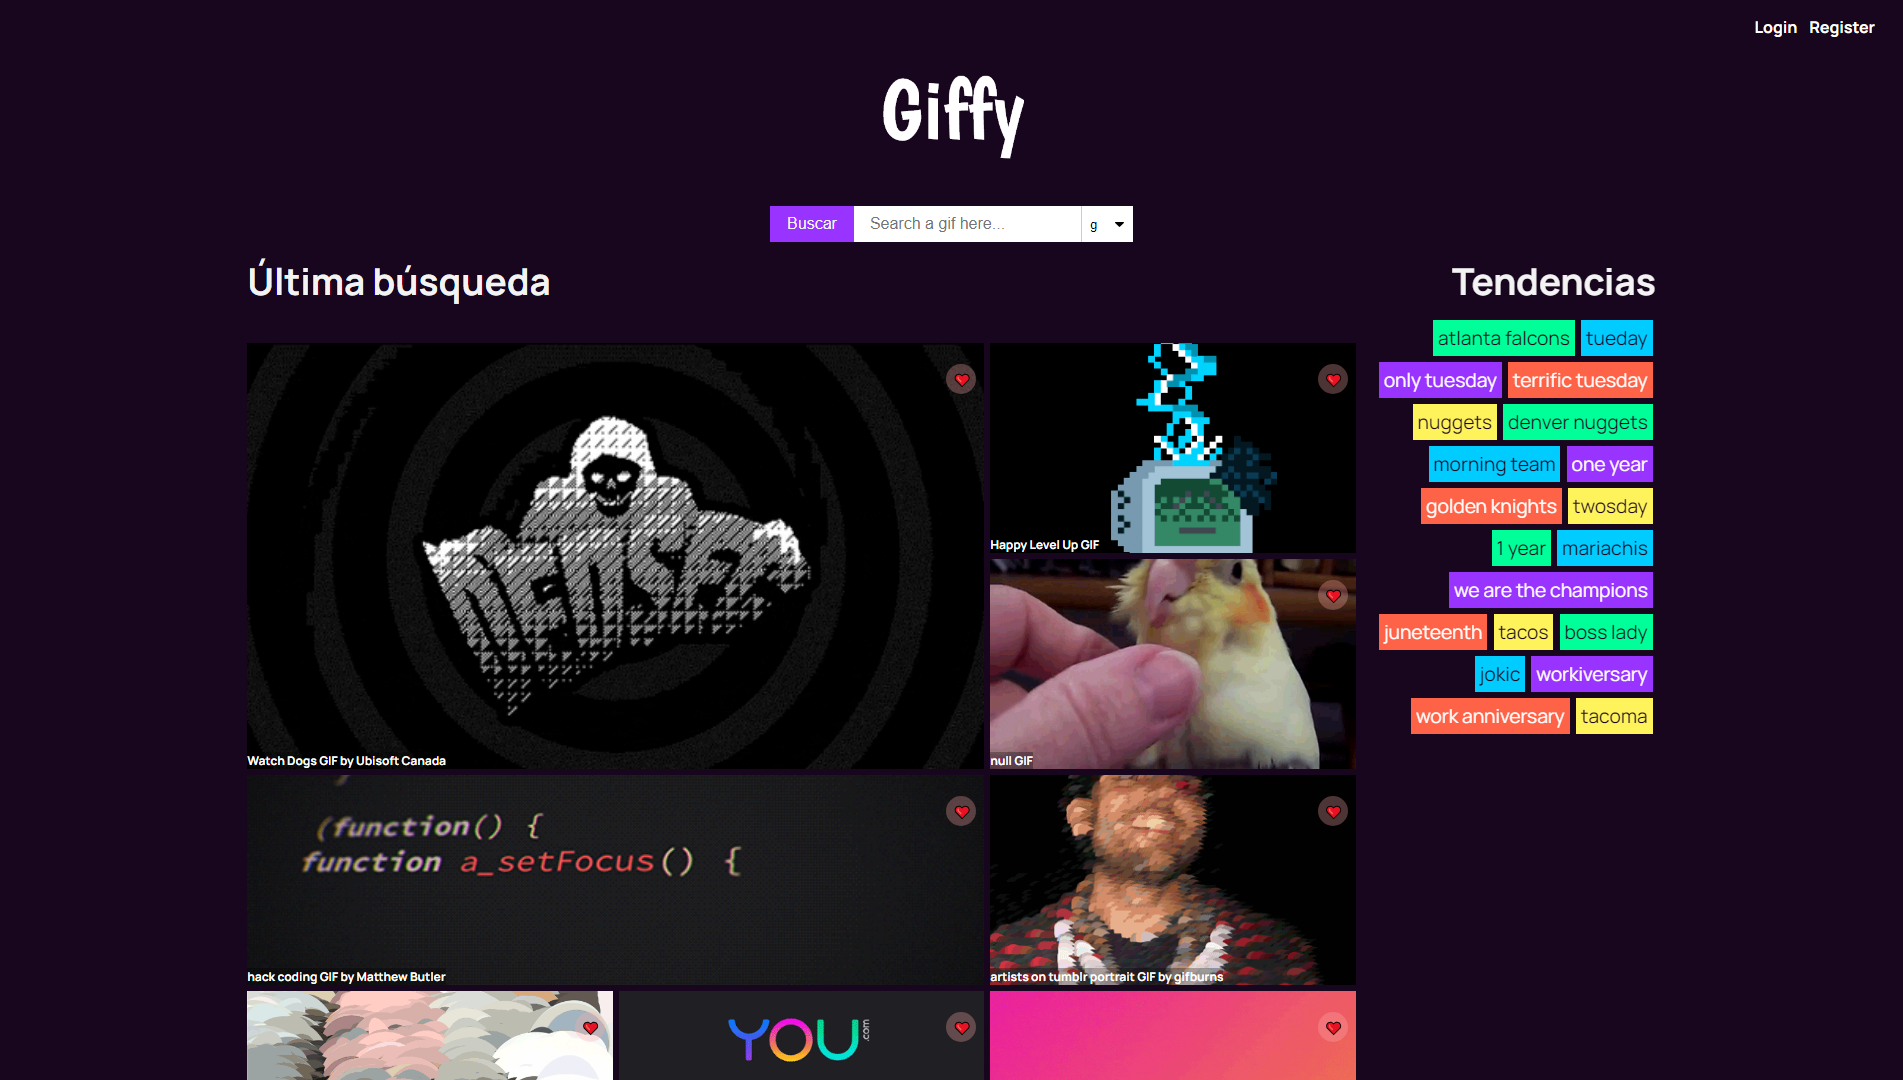 Login Register
Giffy
Buscar Search a gif here... g
Última búsqueda
Tendencias
atlanta falcons tueday
only tuesday terrific tuesday
nuggets denver nuggets
morning team one year
golden knights twosday
1 year mariachis
we are the champions
juneteenth tacos boss lady
jokic workiversary
work anniversary tacoma
DEDSEC
Watch Dogs GIF by Ubisoft Canada
Happy Level Up GIF
null GIF
(function() {
function a_setFocus() {
hack coding GIF by Matthew Butler
artists on tumblr portrait GIF by gifburns
YOU.com